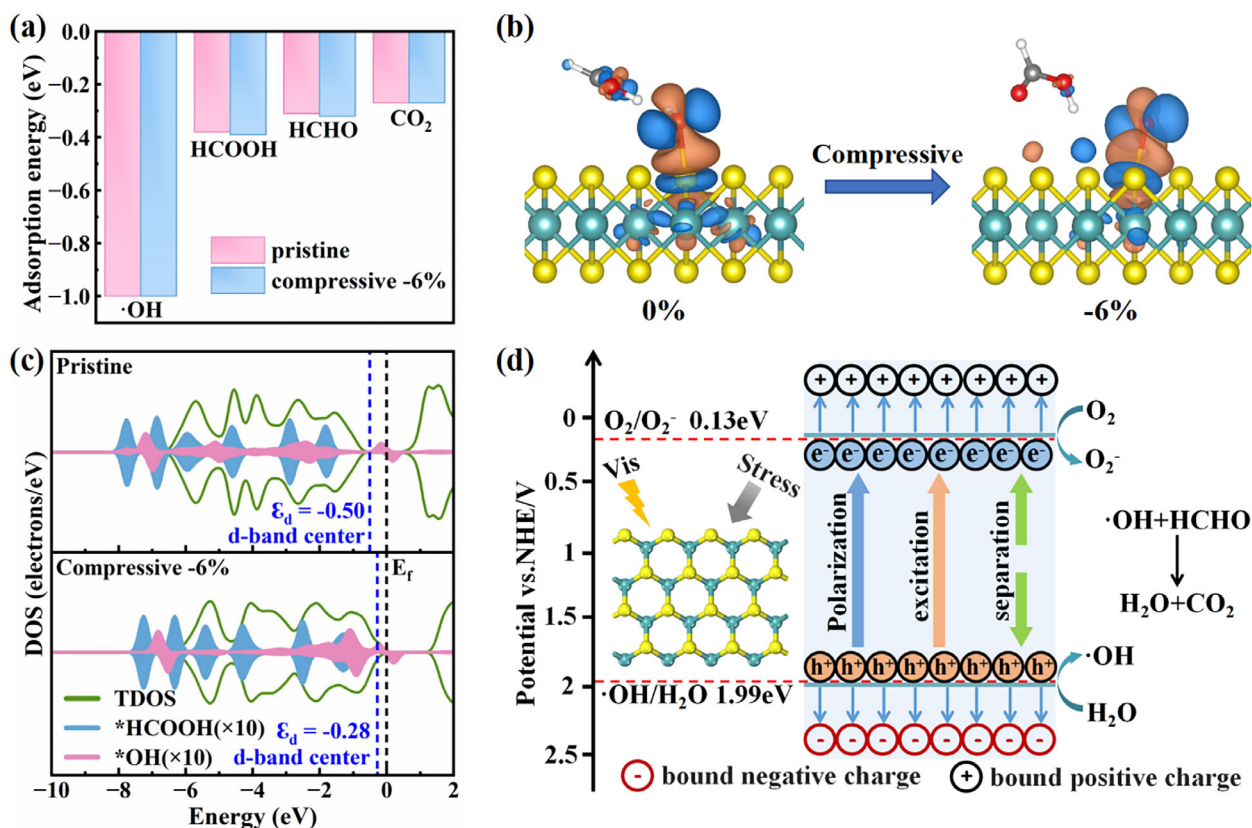 (a)
Adsorption energy (eV)
0.0
−0.2
−0.4
−0.6
−0.8
−1.0
·OH
HCOOH
HCHO
CO₂
pristine
compressive -6%
(b)
Compressive
0%
-6%
(c)
DOS (electrons/eV)
Pristine
Ɛd = -0.50
d-band center
Compressive -6%
Ef
TDOS
*HCOOH(×10)
*OH(×10)
Ɛd = -0.28
d-band center
−10
−8
−6
−4
−2
0
2
Energy (eV)
(d)
Potential vs.NHE/V
0
0.5
1
1.5
2
2.5
O₂/O₂⁻ 0.13eV
Vis
Stress
·OH/H₂O 1.99eV
+ + + + + + + +
e⁻ e⁻ e⁻ e⁻ e⁻ e⁻ e⁻ e⁻
Polarization
excitation
separation
h⁺ h⁺ h⁺ h⁺ h⁺ h⁺ h⁺ h⁺
- - - - - - - -
O₂
O₂⁻
·OH+HCHO
H₂O+CO₂
·OH
H₂O
- bound negative charge
+ bound positive charge